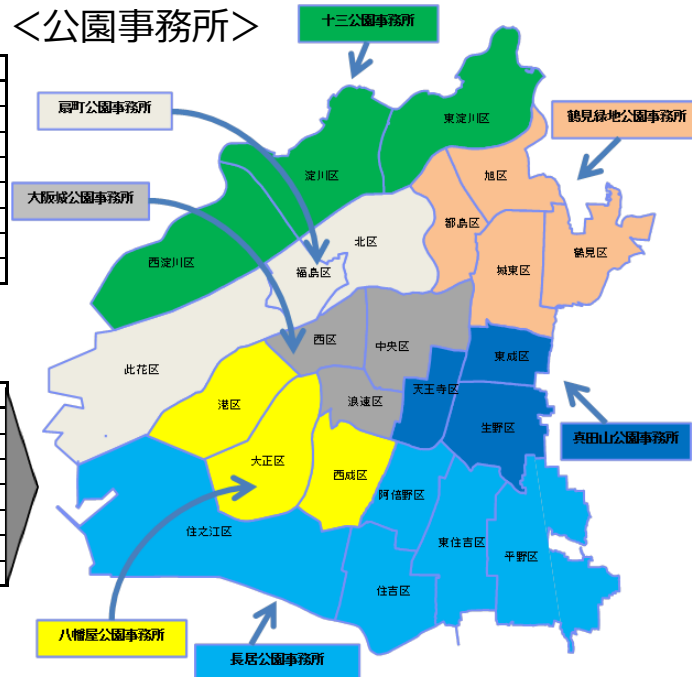 ＜公園事務所＞
十三公園事務所
扇町公園事務所
鶴見緑地公園事務所
大阪城公園事務所
東淀川区
淀川区
旭区
都島区
北区
鶴見区
城東区
西淀川区
福島区
西区
中央区
東成区
此花区
天王寺区
浪速区
港区
生野区
真田山公園事務所
大正区
西成区
阿倍野区
住之江区
東住吉区
平野区
住吉区
八幡屋公園事務所
長居公園事務所